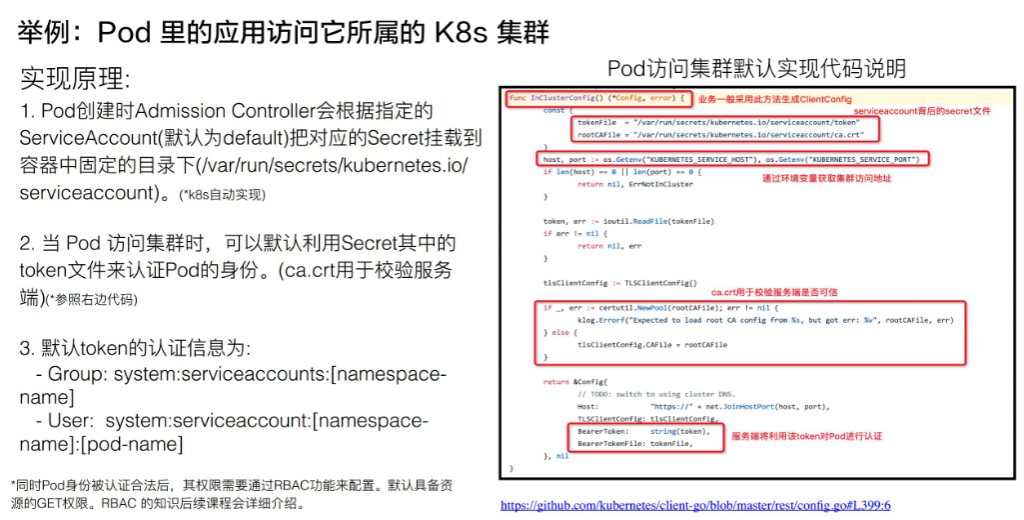 举例：Pod 里的应用访问它所属的 K8s 集群
实现原理:
1. Pod创建时Admission Controller会根据指定的
ServiceAccount(默认为default)把对应的Secret挂载到
容器中固定的目录下(/var/run/secrets/kubernetes.io/
serviceaccount)。(*k8s自动实现)
2. 当 Pod 访问集群时，可以默认利用Secret其中的
token文件来认证Pod的身份。(ca.crt用于校验服务
端)(*参照右边代码)
3. 默认token的认证信息为:
- Group: system:serviceaccounts:[namespace-
name]
- User: system:serviceaccount:[namespace-
name]:[pod-name]
*同时Pod身份被认证合法后，其权限需要通过RBAC功能来配置。默认具备资
源的GET权限。RBAC 的知识后续课程会详细介绍。
Pod访问集群默认实现代码说明
func InClusterConfig() (*Config, error) {
业务一般采用此方法生成ClientConfig
const (
serviceaccount背后的secret文件
tokenFile = "/var/run/secrets/kubernetes.io/serviceaccount/token"
rootCAFile = "/var/run/secrets/kubernetes.io/serviceaccount/ca.crt"
)
host, port := os.Getenv("KUBERNETES_SERVICE_HOST"), os.Getenv("KUBERNETES_SERVICE_PORT")
if len(host) == 0 || len(port) == 0 {
通过环境变量获取集群访问地址
return nil, ErrNotInCluster
}
token, err := ioutil.ReadFile(tokenFile)
if err != nil {
return nil, err
}
tlsClientConfig := TLSClientConfig{}
ca.crt用于校验服务端是否可信
if _, err := certutil.NewPool(rootCAFile); err != nil {
klog.Errorf("Expected to load root CA config from %s, but got err: %v", rootCAFile, err)
} else {
tlsClientConfig.CAFile = rootCAFile
}
return &Config{
// TODO: switch to using cluster DNS.
Host: "https://" + net.JoinHostPort(host, port),
TLSClientConfig: tlsClientConfig,
BearerToken: string(token),
服务端将利用该token对Pod进行认证
BearerTokenFile: tokenFile,
}, nil
}
https://github.com/kubernetes/client-go/blob/master/rest/config.go#L399:6